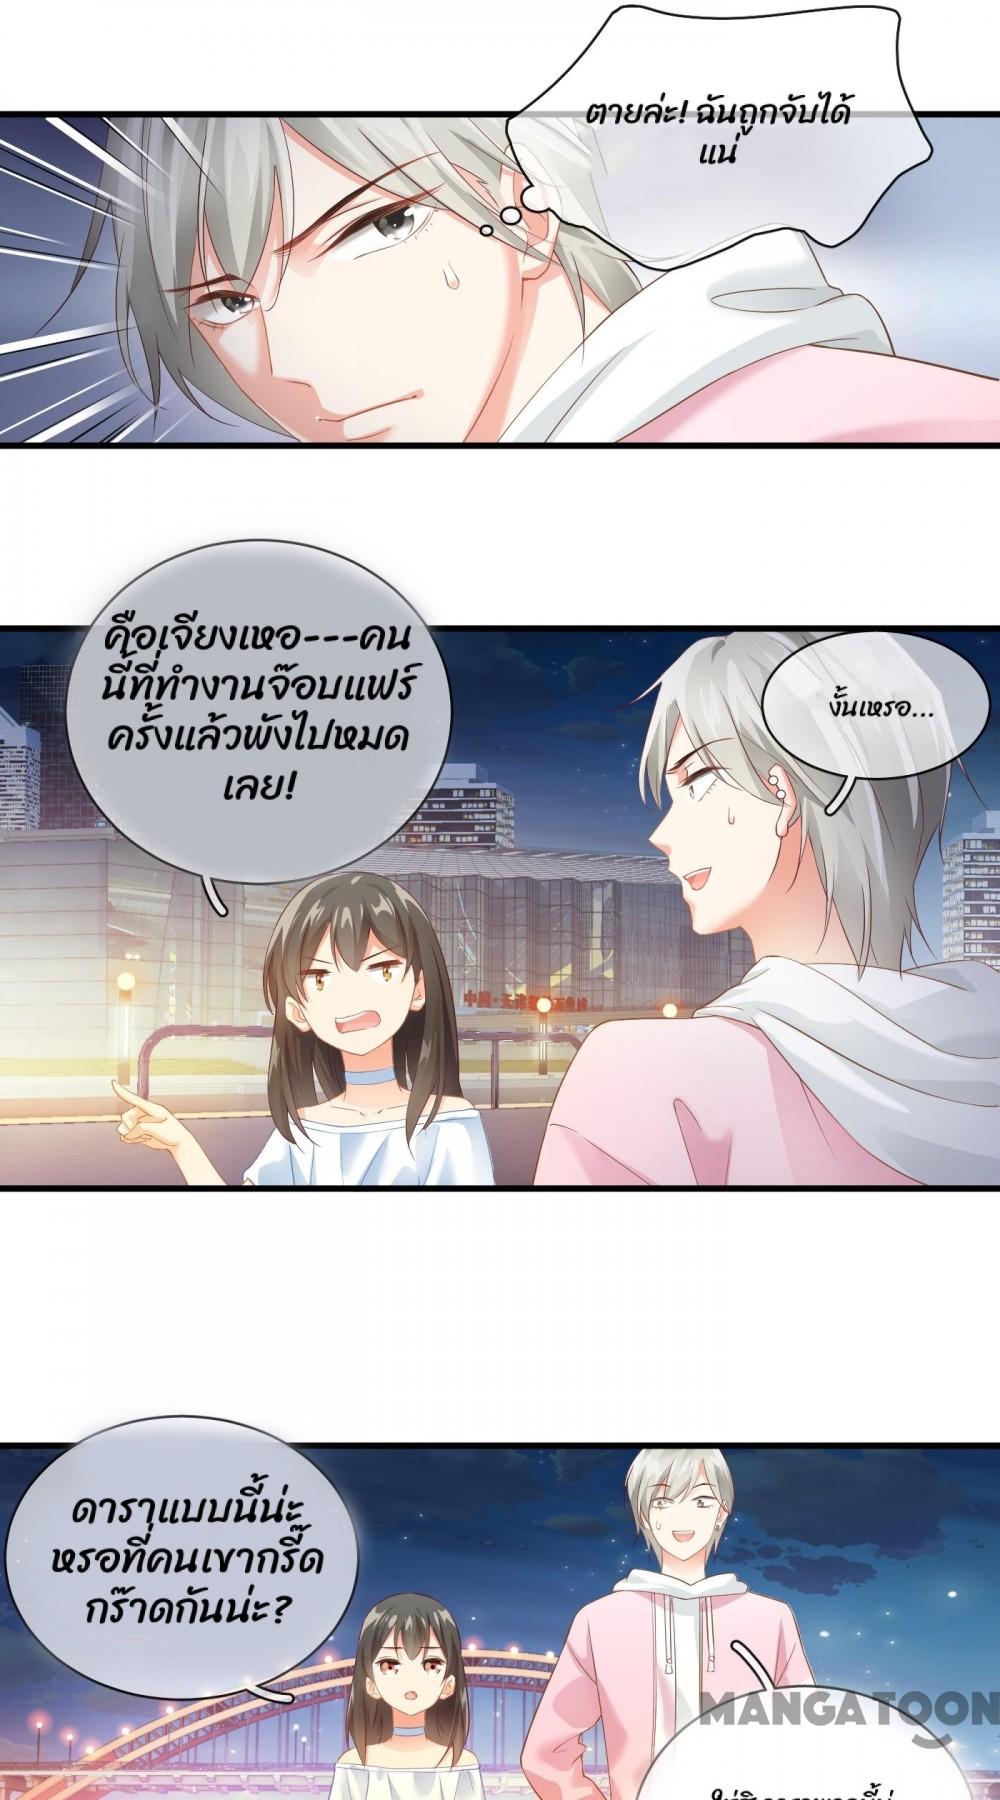 ตายล่ะ! ฉันถูกจับได้
แน่
คือเจียงเหอ---คน
นี้ที่ทำงานจ๊อบแฟร์
ครั้งแล้วพังไปหมด
เลย!
งั้นเหรอ...
中国·天津
ดาราแบบนี้น่ะ
หรอที่คนเขากรี๊ด
กร๊าดกันน่ะ?
MANGATOON